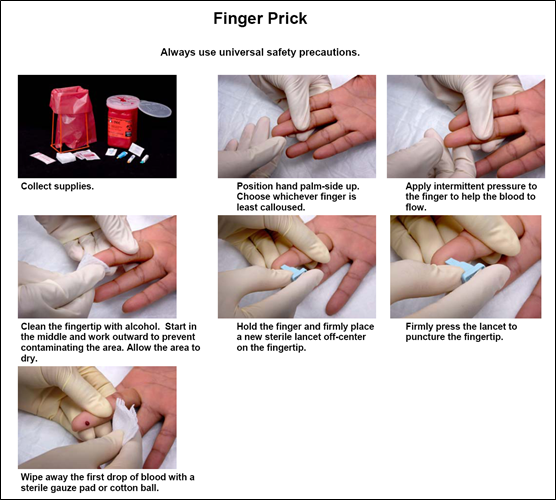 Finger Prick
Always use universal safety precautions.
Collect supplies.
Position hand palm-side up.
Choose whichever finger is
least calloused.
Apply intermittent pressure to
the finger to help the blood to
flow.
Clean the fingertip with alcohol.  Start in
the middle and work outward to prevent
contaminating the area. Allow the area to
dry.
Hold the finger and firmly place
a new sterile lancet off-center
on the fingertip.
Firmly press the lancet to
puncture the fingertip.
Wipe away the first drop of blood with a
sterile gauze pad or cotton ball.